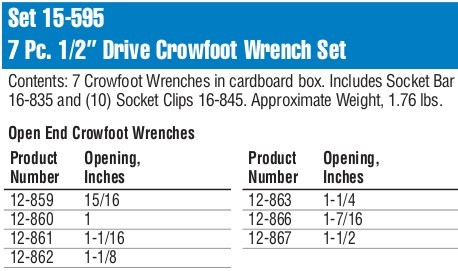 Set 15-595
7 Pc. 1/2" Drive Crowfoot Wrench Set
Contents: 7 Crowfoot Wrenches in cardboard box. Includes Socket Bar
16-835 and (10) Socket Clips 16-845. Approximate Weight, 1.76 lbs.
Open End Crowfoot Wrenches
Product Opening,
Number Inches
12-859 15/16
12-860 1
12-861 1-1/16
12-862 1-1/8
Product Opening,
Number Inches
12-863 1-1/4
12-866 1-7/16
12-867 1-1/2